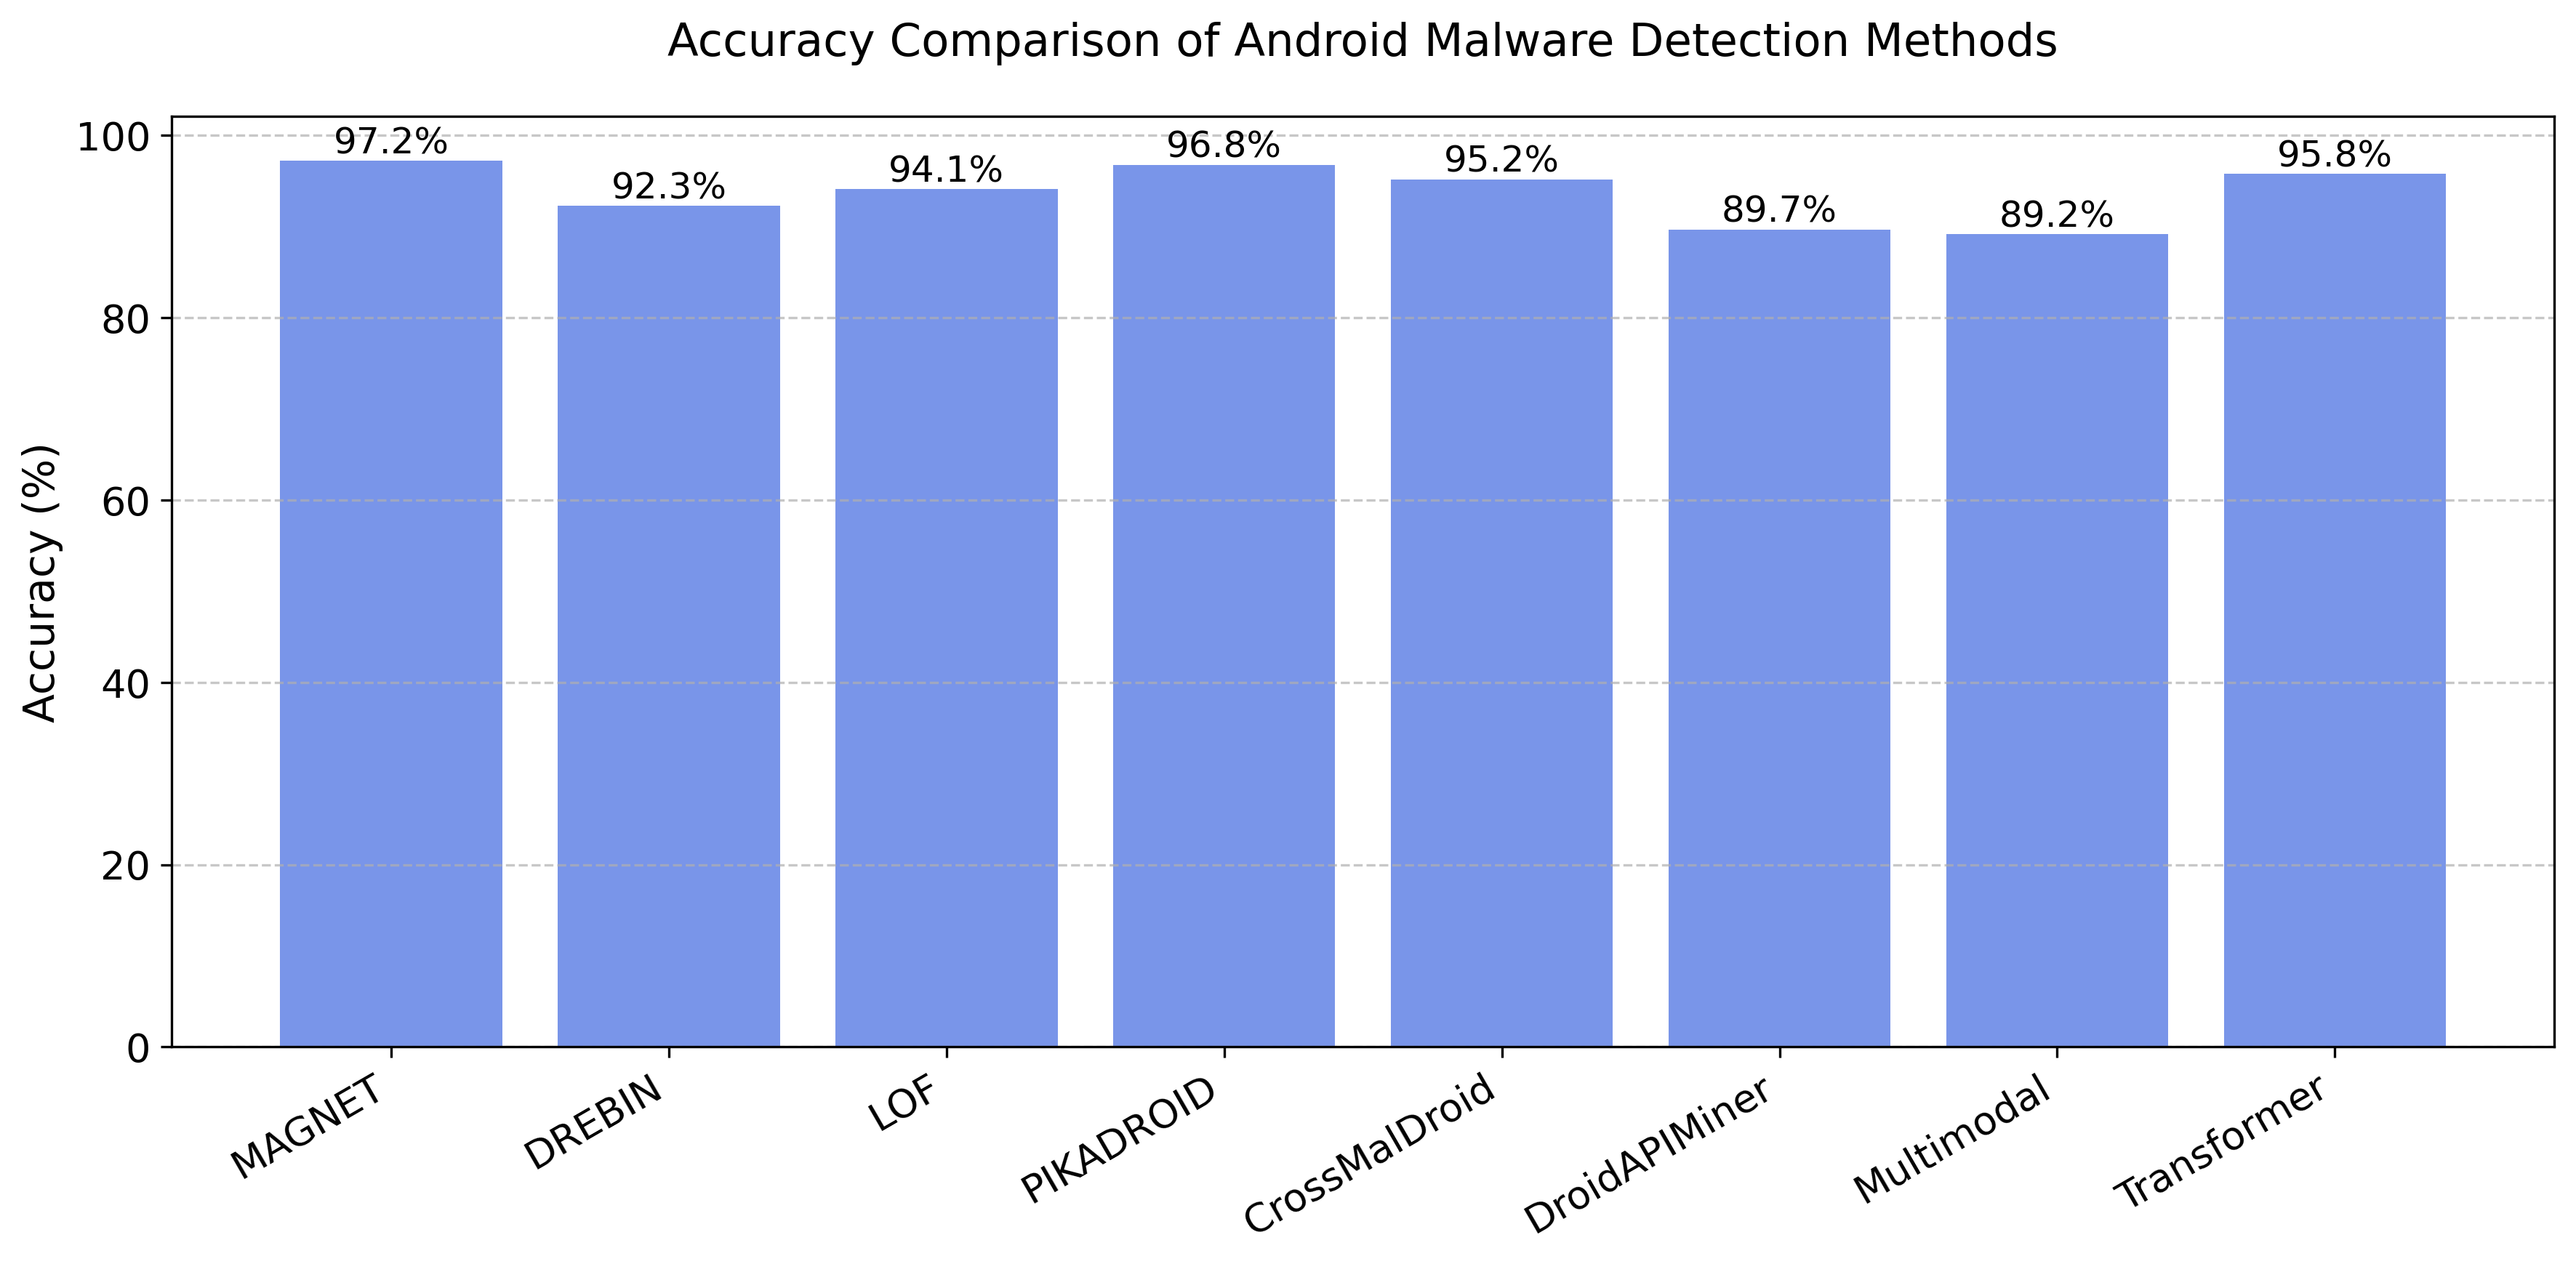 Accuracy Comparison of Android Malware Detection Methods
Accuracy (%)
100
80
60
40
20
0
97.2%
92.3%
94.1%
96.8%
95.2%
89.7%
89.2%
95.8%
MAGNET
DREBIN
LOF
PIKADROID
CrossMalDroid
DroidAPIMiner
Multimodal
Transformer